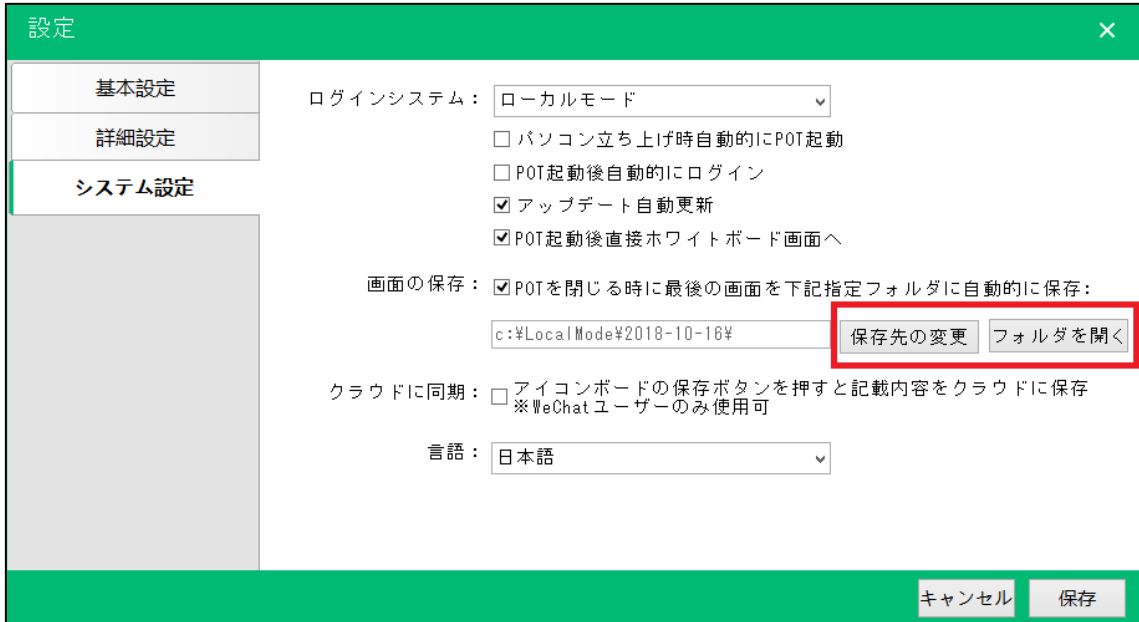 設定
基本設定
詳細設定
システム設定
ログインシステム：
ローカルモード
パソコン立ち上げ時自動的にPOT起動
POT起動後自動的にログイン
アップデート自動更新
POT起動後直接ホワイトボード画面へ
画面の保存：
POTを閉じる時に最後の画面を下記指定フォルダに自動的に保存：
c:¥LocalMode¥2018-10-16¥
保存先の変更
フォルダを開く
クラウドに同期：
アイコンボードの保存ボタンを押すと記載内容をクラウドに保存
※WeChatユーザーのみ使用可
言語：
日本語
キャンセル
保存